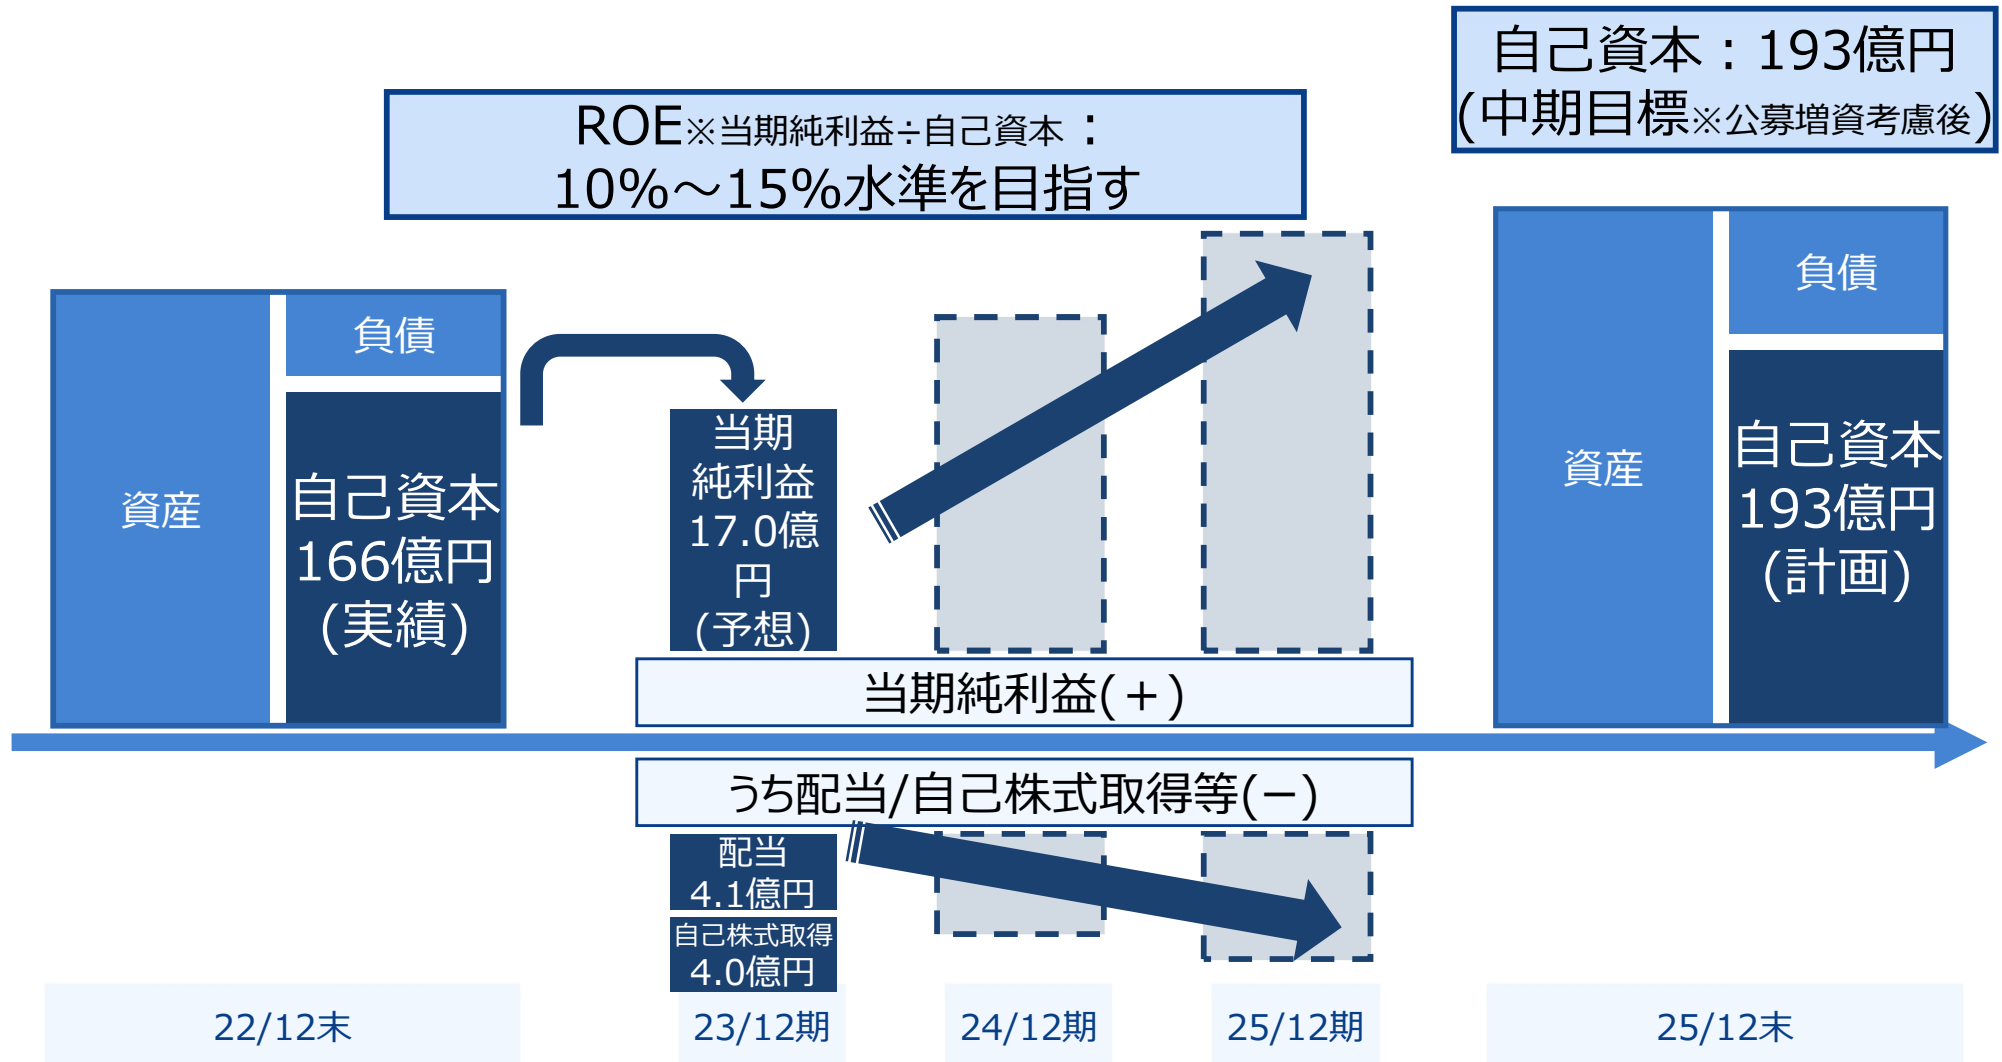 自己資本：193億円
(中期目標※公募増資考慮後)
ROE※当期純利益÷自己資本：
10%～15%水準を目指す
資産
負債
自己資本
166億円
(実績)
当期
純利益
17.0億
円
(予想)
資産
負債
自己資本
193億円
(計画)
当期純利益(＋)
うち配当/自己株式取得等(－)
配当
4.1億円
自己株式取得
4.0億円
22/12末
23/12期
24/12期
25/12期
25/12末